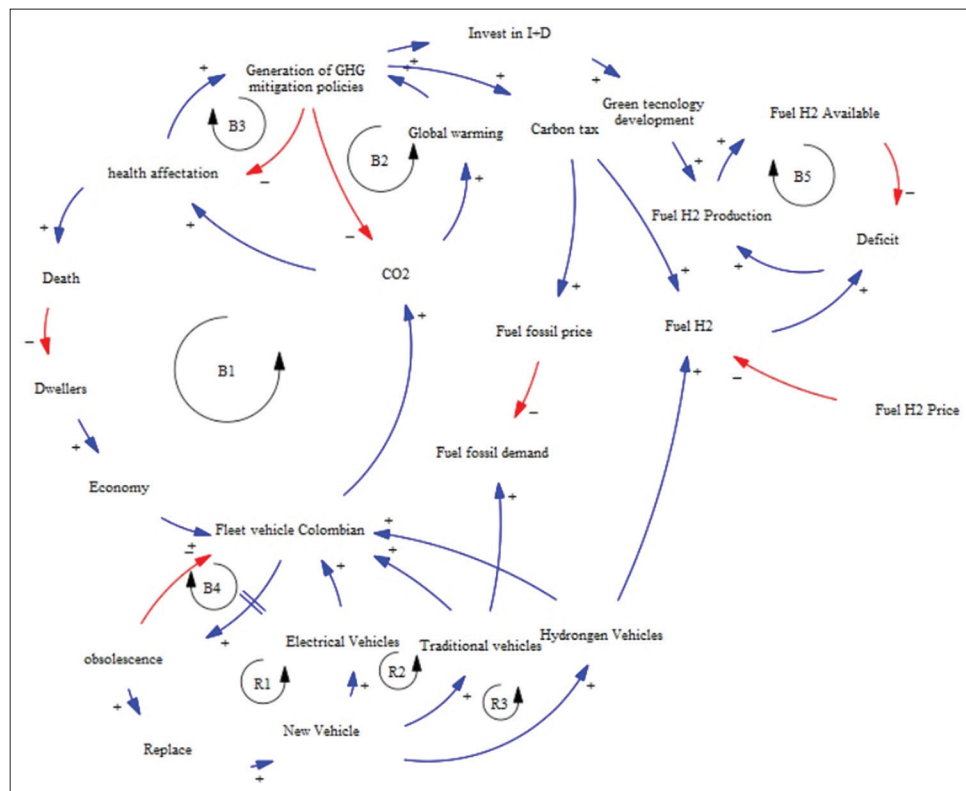 Invest in I+D
+
+
+
+
+
Generation of GHG
mitigation policies
Green tecnology
development
Fuel H2 Available
B3
Global warming
Carbon tax
+
B2
+
health affectation
−
+
B5
−
+
+
Fuel H2 Production
+
−
Deficit
+
Death
CO2
+
+
+
−
+
Fuel fossil price
Fuel H2
B1
+
−
Dwellers
−
Fuel H2 Price
+
Fuel fossil demand
Economy
+
Fleet vehicle Colombian
+
+
−
+
+
B4
+
Electrical Vehicles
Traditional vehicles
Hydrongen Vehicles
obsolescence
R1
R2
+
+
+
R3
+
New Vehicle
Replace
+